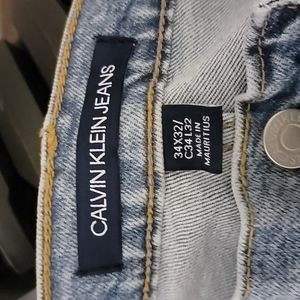 CALVIN KLEIN JEANS
34X32/
C34 L32
MADE IN
MAURITIUS